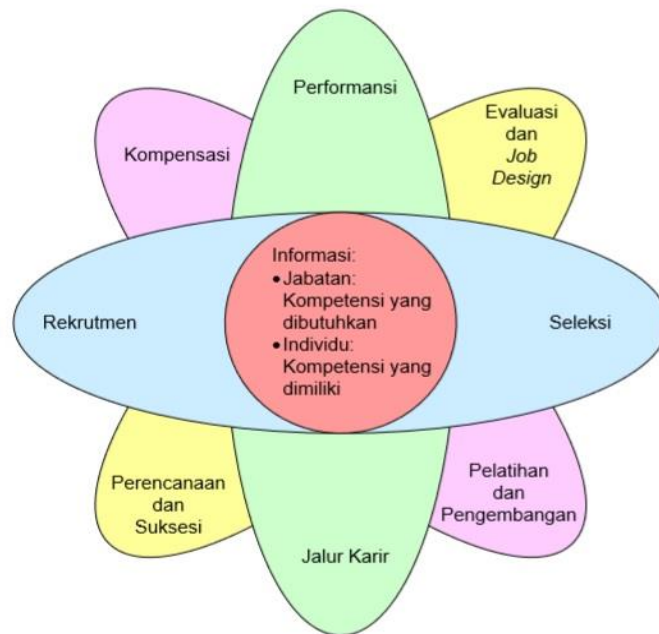 Performansi
Evaluasi
dan
Job
Design
Kompensasi
Informasi:
•Jabatan:
Kompetensi yang
dibutuhkan
•Individu:
Kompetensi yang
dimiliki
Rekrutmen
Seleksi
Perencanaan
dan
Suksesi
Pelatihan
dan
Pengembangan
Jalur Karir